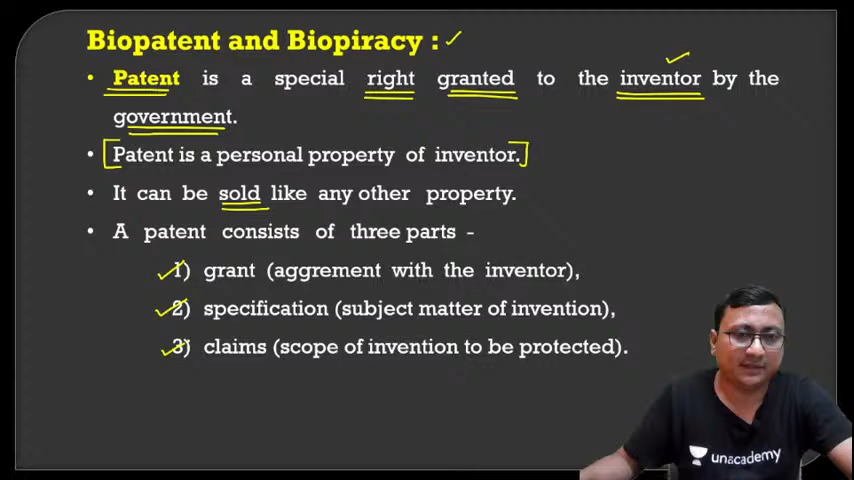 Biopatent and Biopiracy :
• Patent is a special right granted to the inventor by the
government.
• Patent is a personal property of inventor.
• It can be sold like any other property.
• A patent consists of three parts -
1) grant (aggrement with the inventor),
2) specification (subject matter of invention),
3) claims (scope of invention to be protected).
unacademy